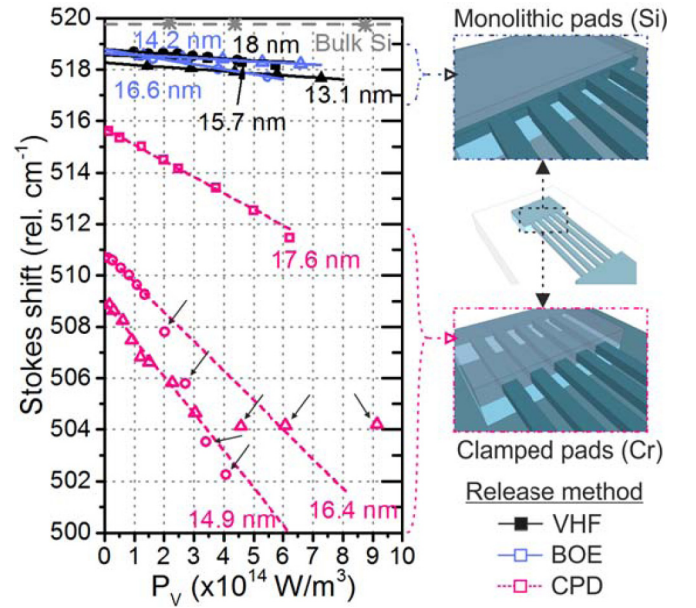 520
518
516
514
512
510
508
506
504
502
500
Stokes shift (rel. cm⁻¹)
14.2 nm
18 nm
Bulk Si
16.6 nm
13.1 nm
15.7 nm
17.6 nm
16.4 nm
14.9 nm
0 1 2 3 4 5 6 7 8 9 10
P_V (x10¹⁴ W/m³)
Monolithic pads (Si)
Clamped pads (Cr)
Release method
VHF
BOE
CPD